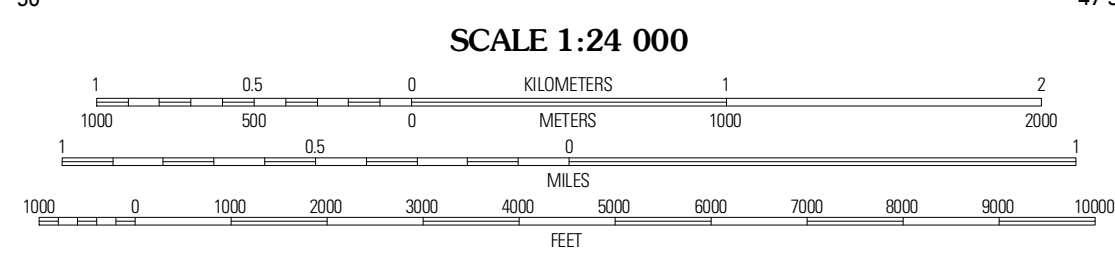 SCALE 1:24 000
1 0.5 0 KILOMETERS 1 2
1000 500 0 METERS 1000 2000
1 0.5 0 1
MILES
1000 0 1000 2000 3000 4000 5000 6000 7000 8000 9000 10000
FEET